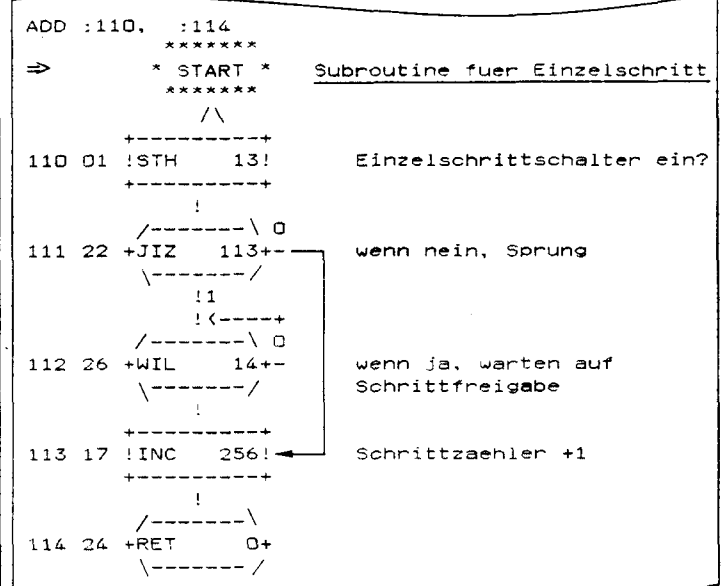 ADD :110, :114
*******
⇒ * START * Subroutine fuer Einzelschritt
*******
/\
+----------+
110 01 !STH 13! Einzelschrittschalter ein?
+----------+
!
/--------\ 0
111 22 +JIZ 113+- wenn nein, Sprung
\-------/
!1
!<----+
/--------\ 0
112 26 +WIL 14+- wenn ja, warten auf
\-------/ Schrittfreigabe
!
+----------+
113 17 !INC 256! Schrittzaehler +1
+----------+
!
/-------\
114 24 +RET 0+
\-------/